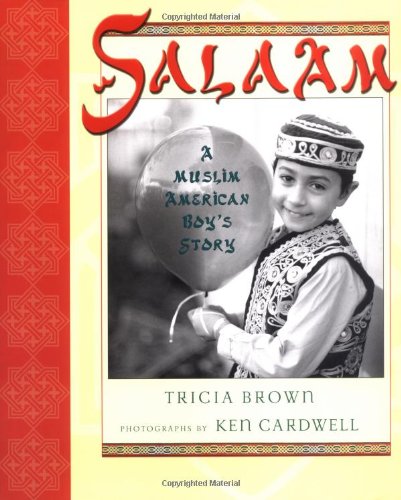 Copyrighted Material
SALAAM
A
MUSLIM
AMERICAN
BOY'S
STORY
TRICIA BROWN
PHOTOGRAPHS BY KEN CARDWELL
Copyrighted Material